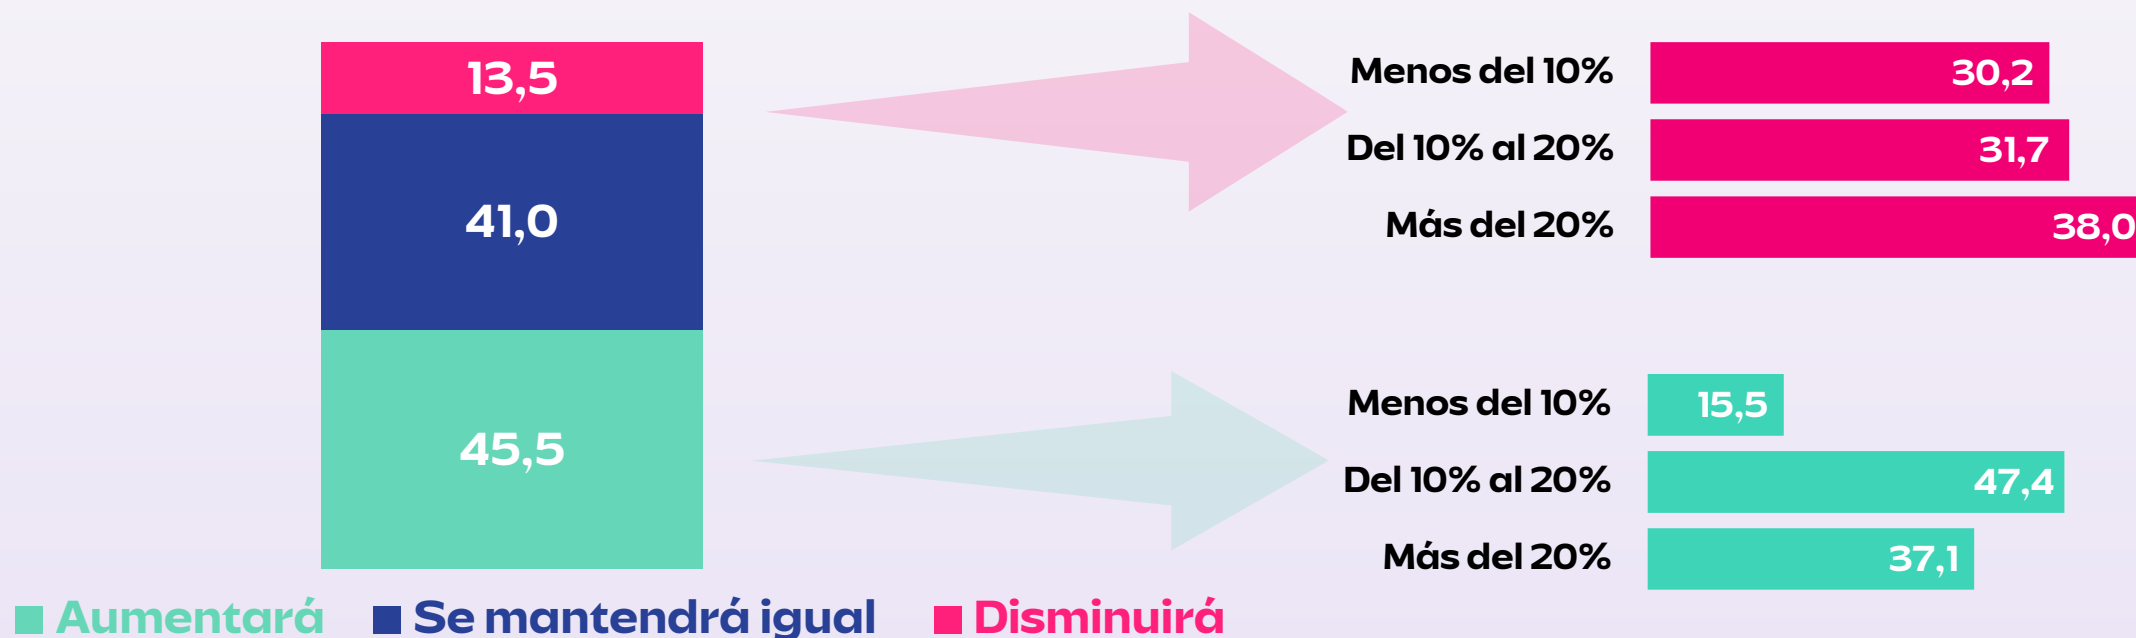 13,5
41,0
45,5
Menos del 10% 30,2
Del 10% al 20% 31,7
Más del 20% 38,0
Menos del 10% 15,5
Del 10% al 20% 47,4
Más del 20% 37,1
Aumentará Se mantendrá igual Disminuirá